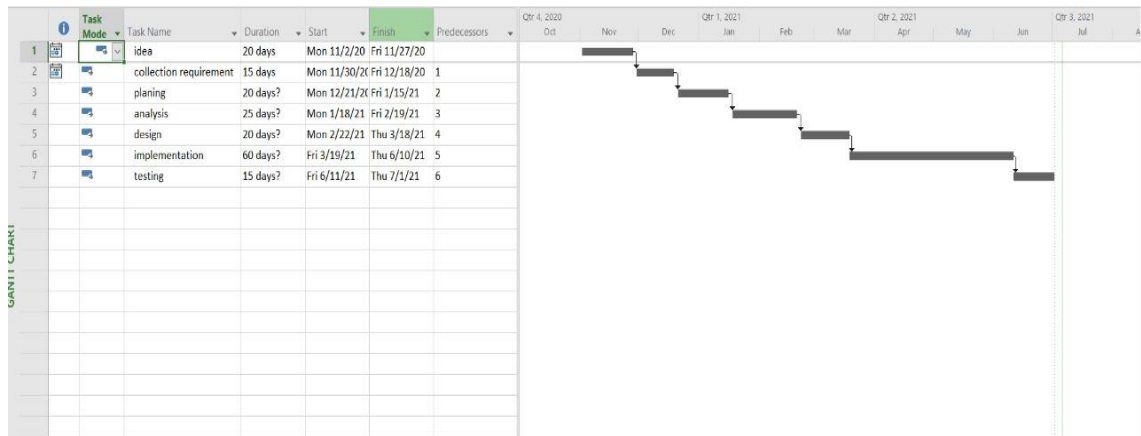 Qtr 4, 2020 Qtr 1, 2021 Qtr 2, 2021 Qtr 3, 2021
Task Mode Task Name Duration Start Finish Predecessors Oct Nov Dec Jan Feb Mar Apr May Jun Jul A
1 idea 20 days Mon 11/2/20 Fri 11/27/20
2 collection requirement 15 days Mon 11/30/2( Fri 12/18/20 1
3 planing 20 days? Mon 12/21/2( Fri 1/15/21 2
4 analysis 25 days? Mon 1/18/21 Fri 2/19/21 3
5 design 20 days? Mon 2/22/21 Thu 3/18/21 4
6 implementation 60 days? Fri 3/19/21 Thu 6/10/21 5
7 testing 15 days? Fri 6/11/21 Thu 7/1/21 6
GANTT CHART